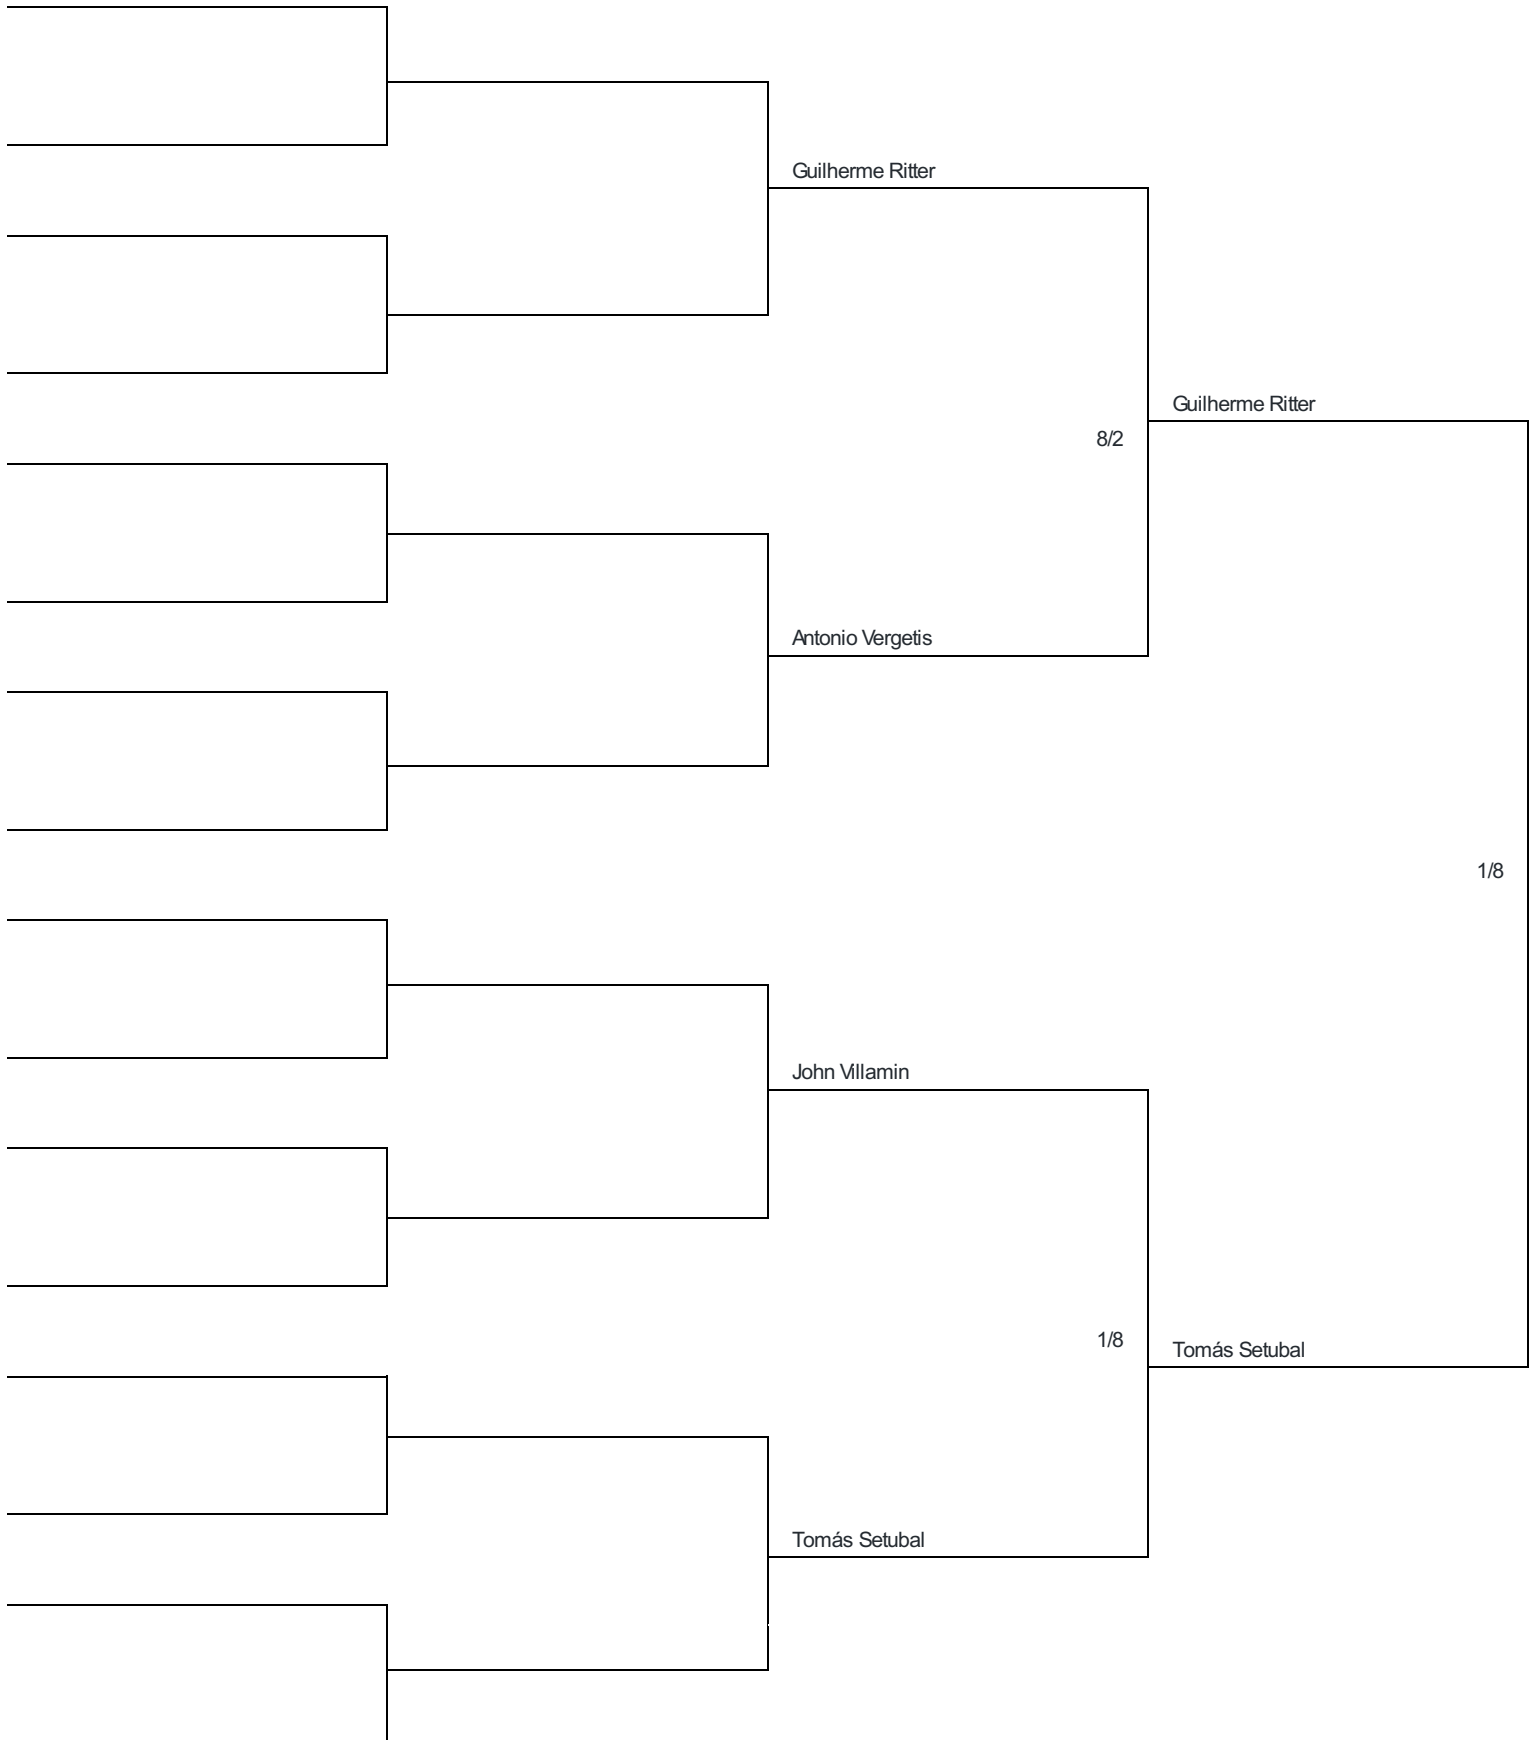 Guilherme Ritter
Guilherme Ritter
8/2
Antonio Vergetis
1/8
John Villamin
1/8
Tomás Setubal
Tomás Setubal